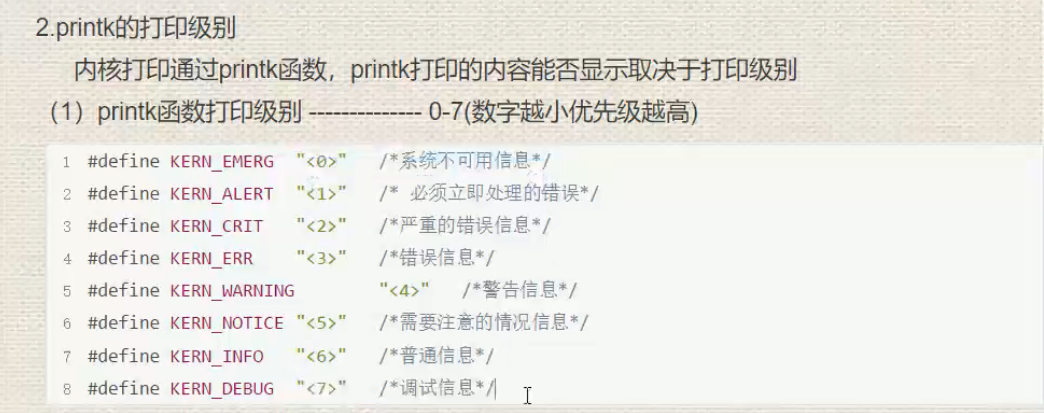 2.printk的打印级别
内核打印通过printk函数，printk打印的内容能否显示取决于打印级别
（1）printk函数打印级别 -------------- 0-7(数字越小优先级越高)
1 #define KERN_EMERG "<0>" /*系统不可用信息*/
2 #define KERN_ALERT "<1>" /* 必须立即处理的错误*/
3 #define KERN_CRIT "<2>" /*严重的错误信息*/
4 #define KERN_ERR "<3>" /*错误信息*/
5 #define KERN_WARNING "<4>" /*警告信息*/
6 #define KERN_NOTICE "<5>" /*需要注意的情况信息*/
7 #define KERN_INFO "<6>" /*普通信息*/
8 #define KERN_DEBUG "<7>" /*调试信息*/